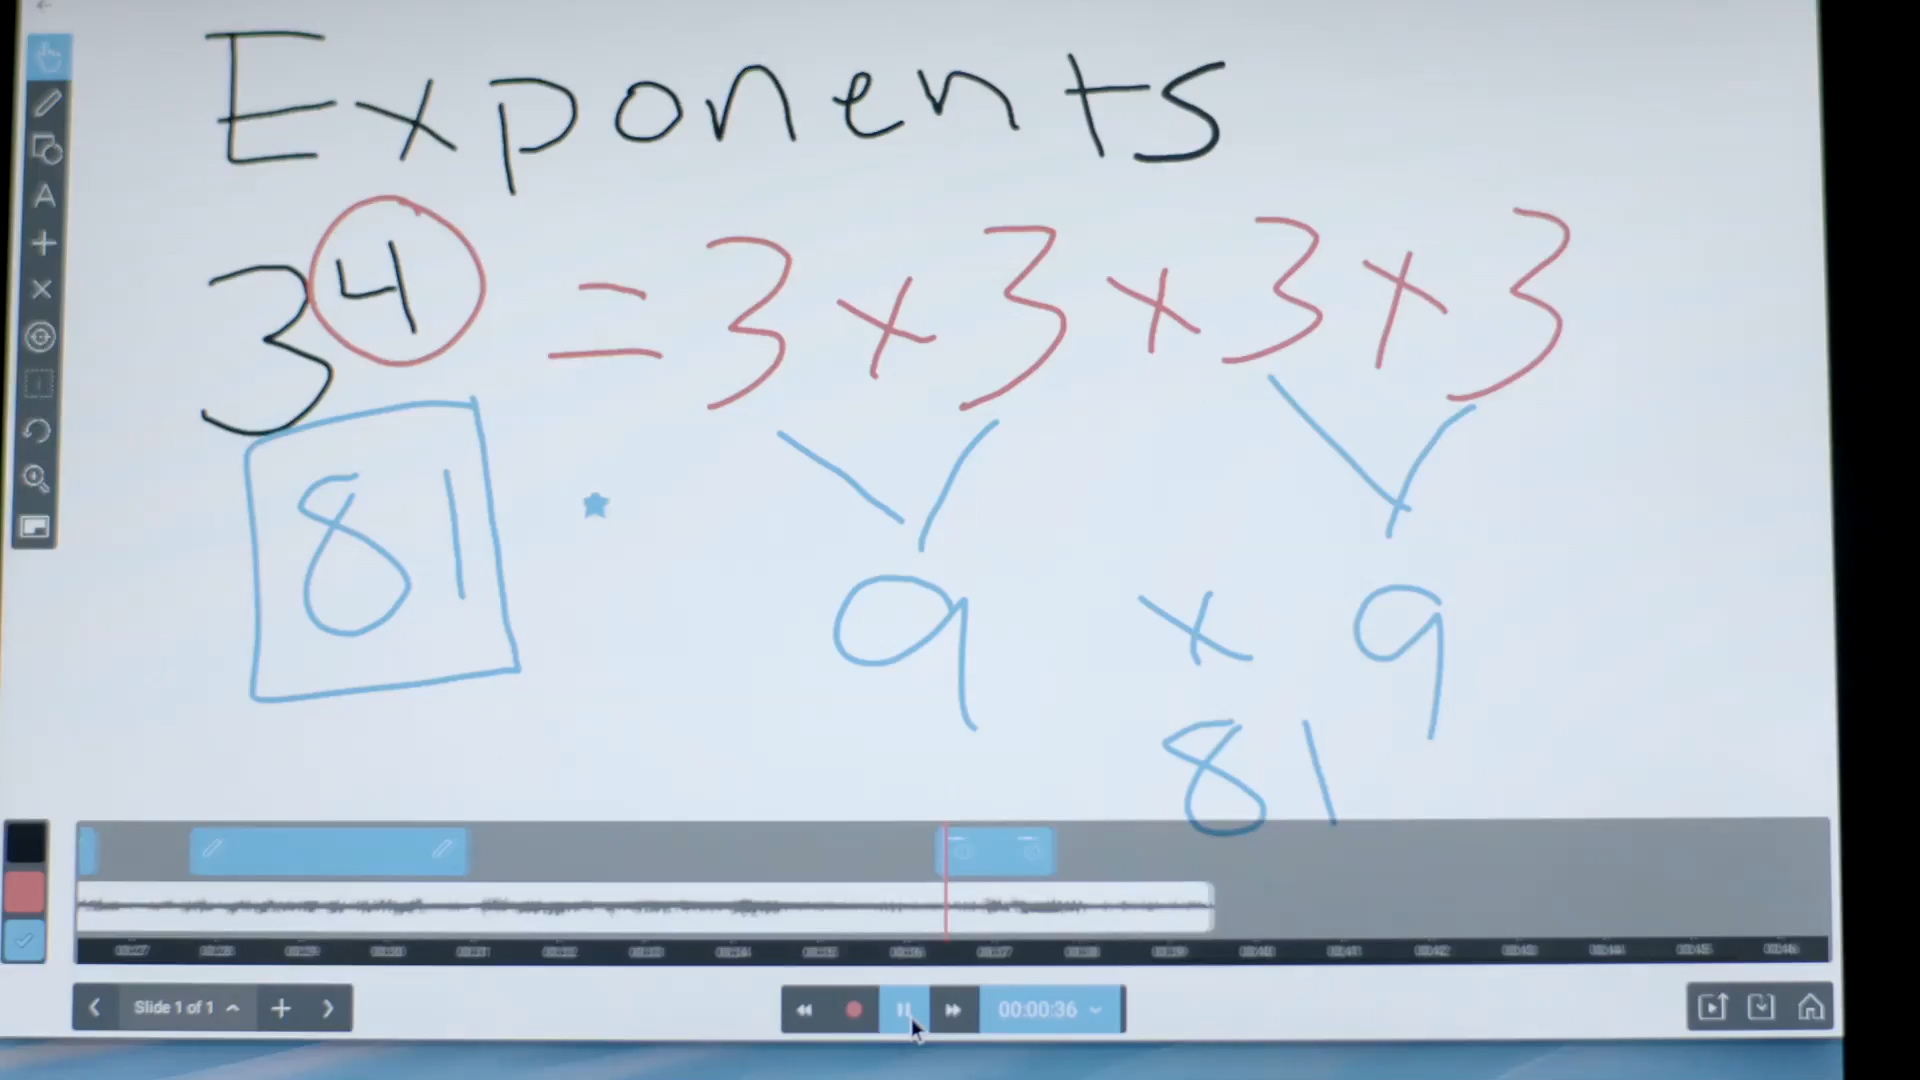 Exponents
3⁴ = 3 × 3 × 3 × 3
81
9 × 9
81
Slide 1 of 1
00:00:36